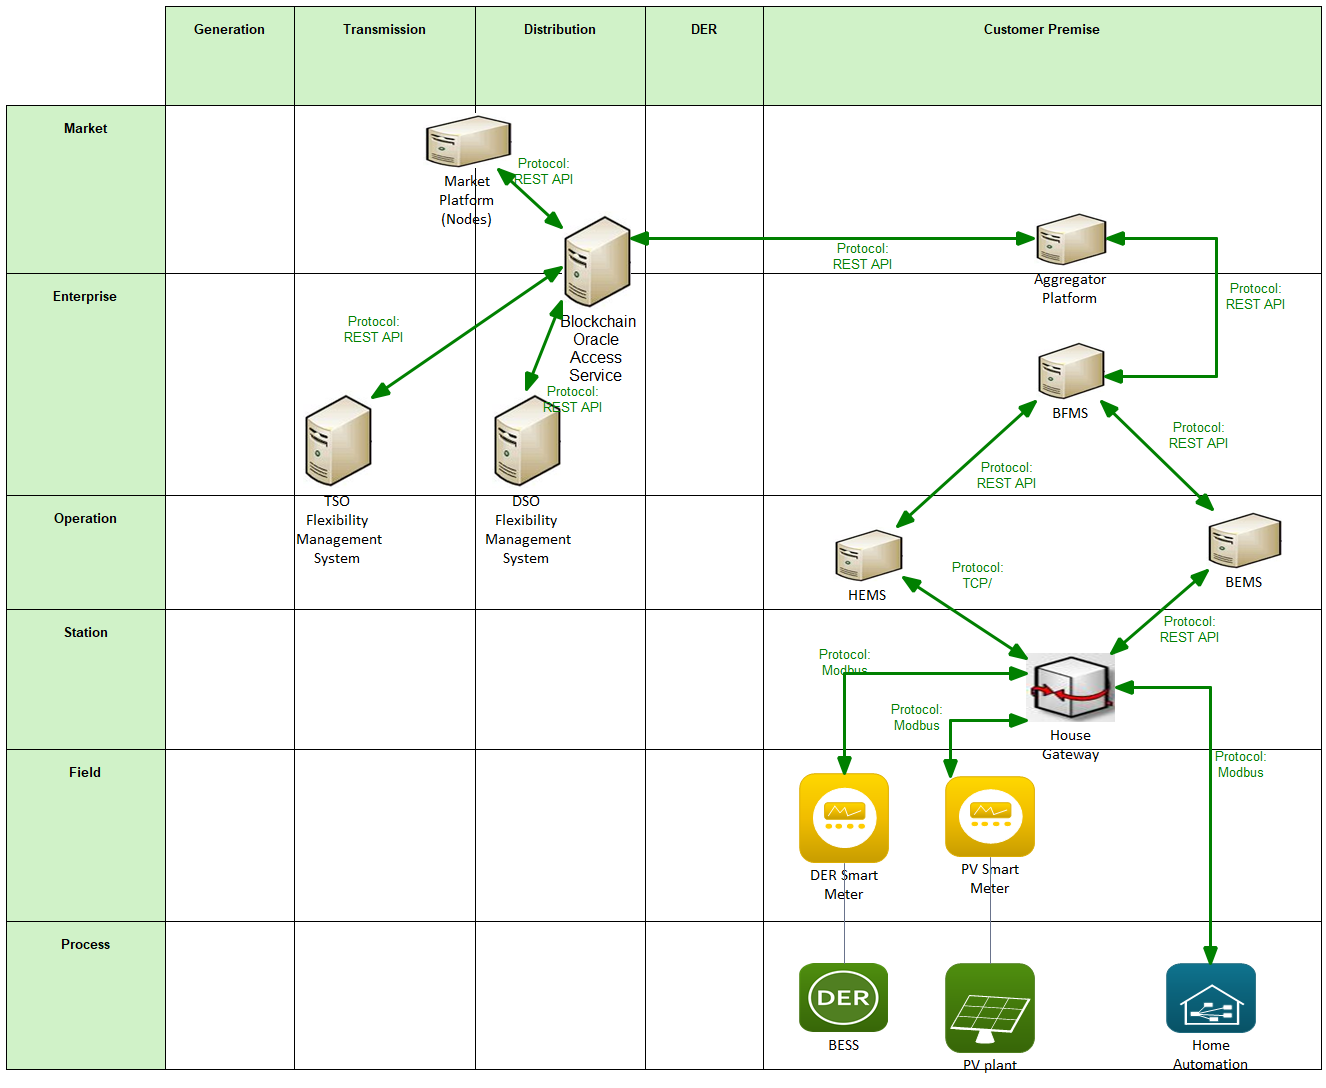 Generation
Transmission
Distribution
DER
Customer Premise
Market
Market
Platform
(Nodes)
Protocol:
REST API
Protocol:
REST API
Aggregator
Platform
Enterprise
Protocol:
REST API
Blockchain
Oracle
Access
Service
Protocol:
REST API
Protocol:
REST API
BFMS
Protocol:
REST API
Protocol:
REST API
Operation
TSO
Flexibility
Management
System
DSO
Flexibility
Management
System
HEMS
Protocol:
TCP/
BEMS
Station
Protocol:
REST API
Protocol:
Modbus
Protocol:
Modbus
House
Gateway
Field
Protocol:
Modbus
DER Smart
Meter
PV Smart
Meter
Process
DER
BESS
PV plant
Home
Automation